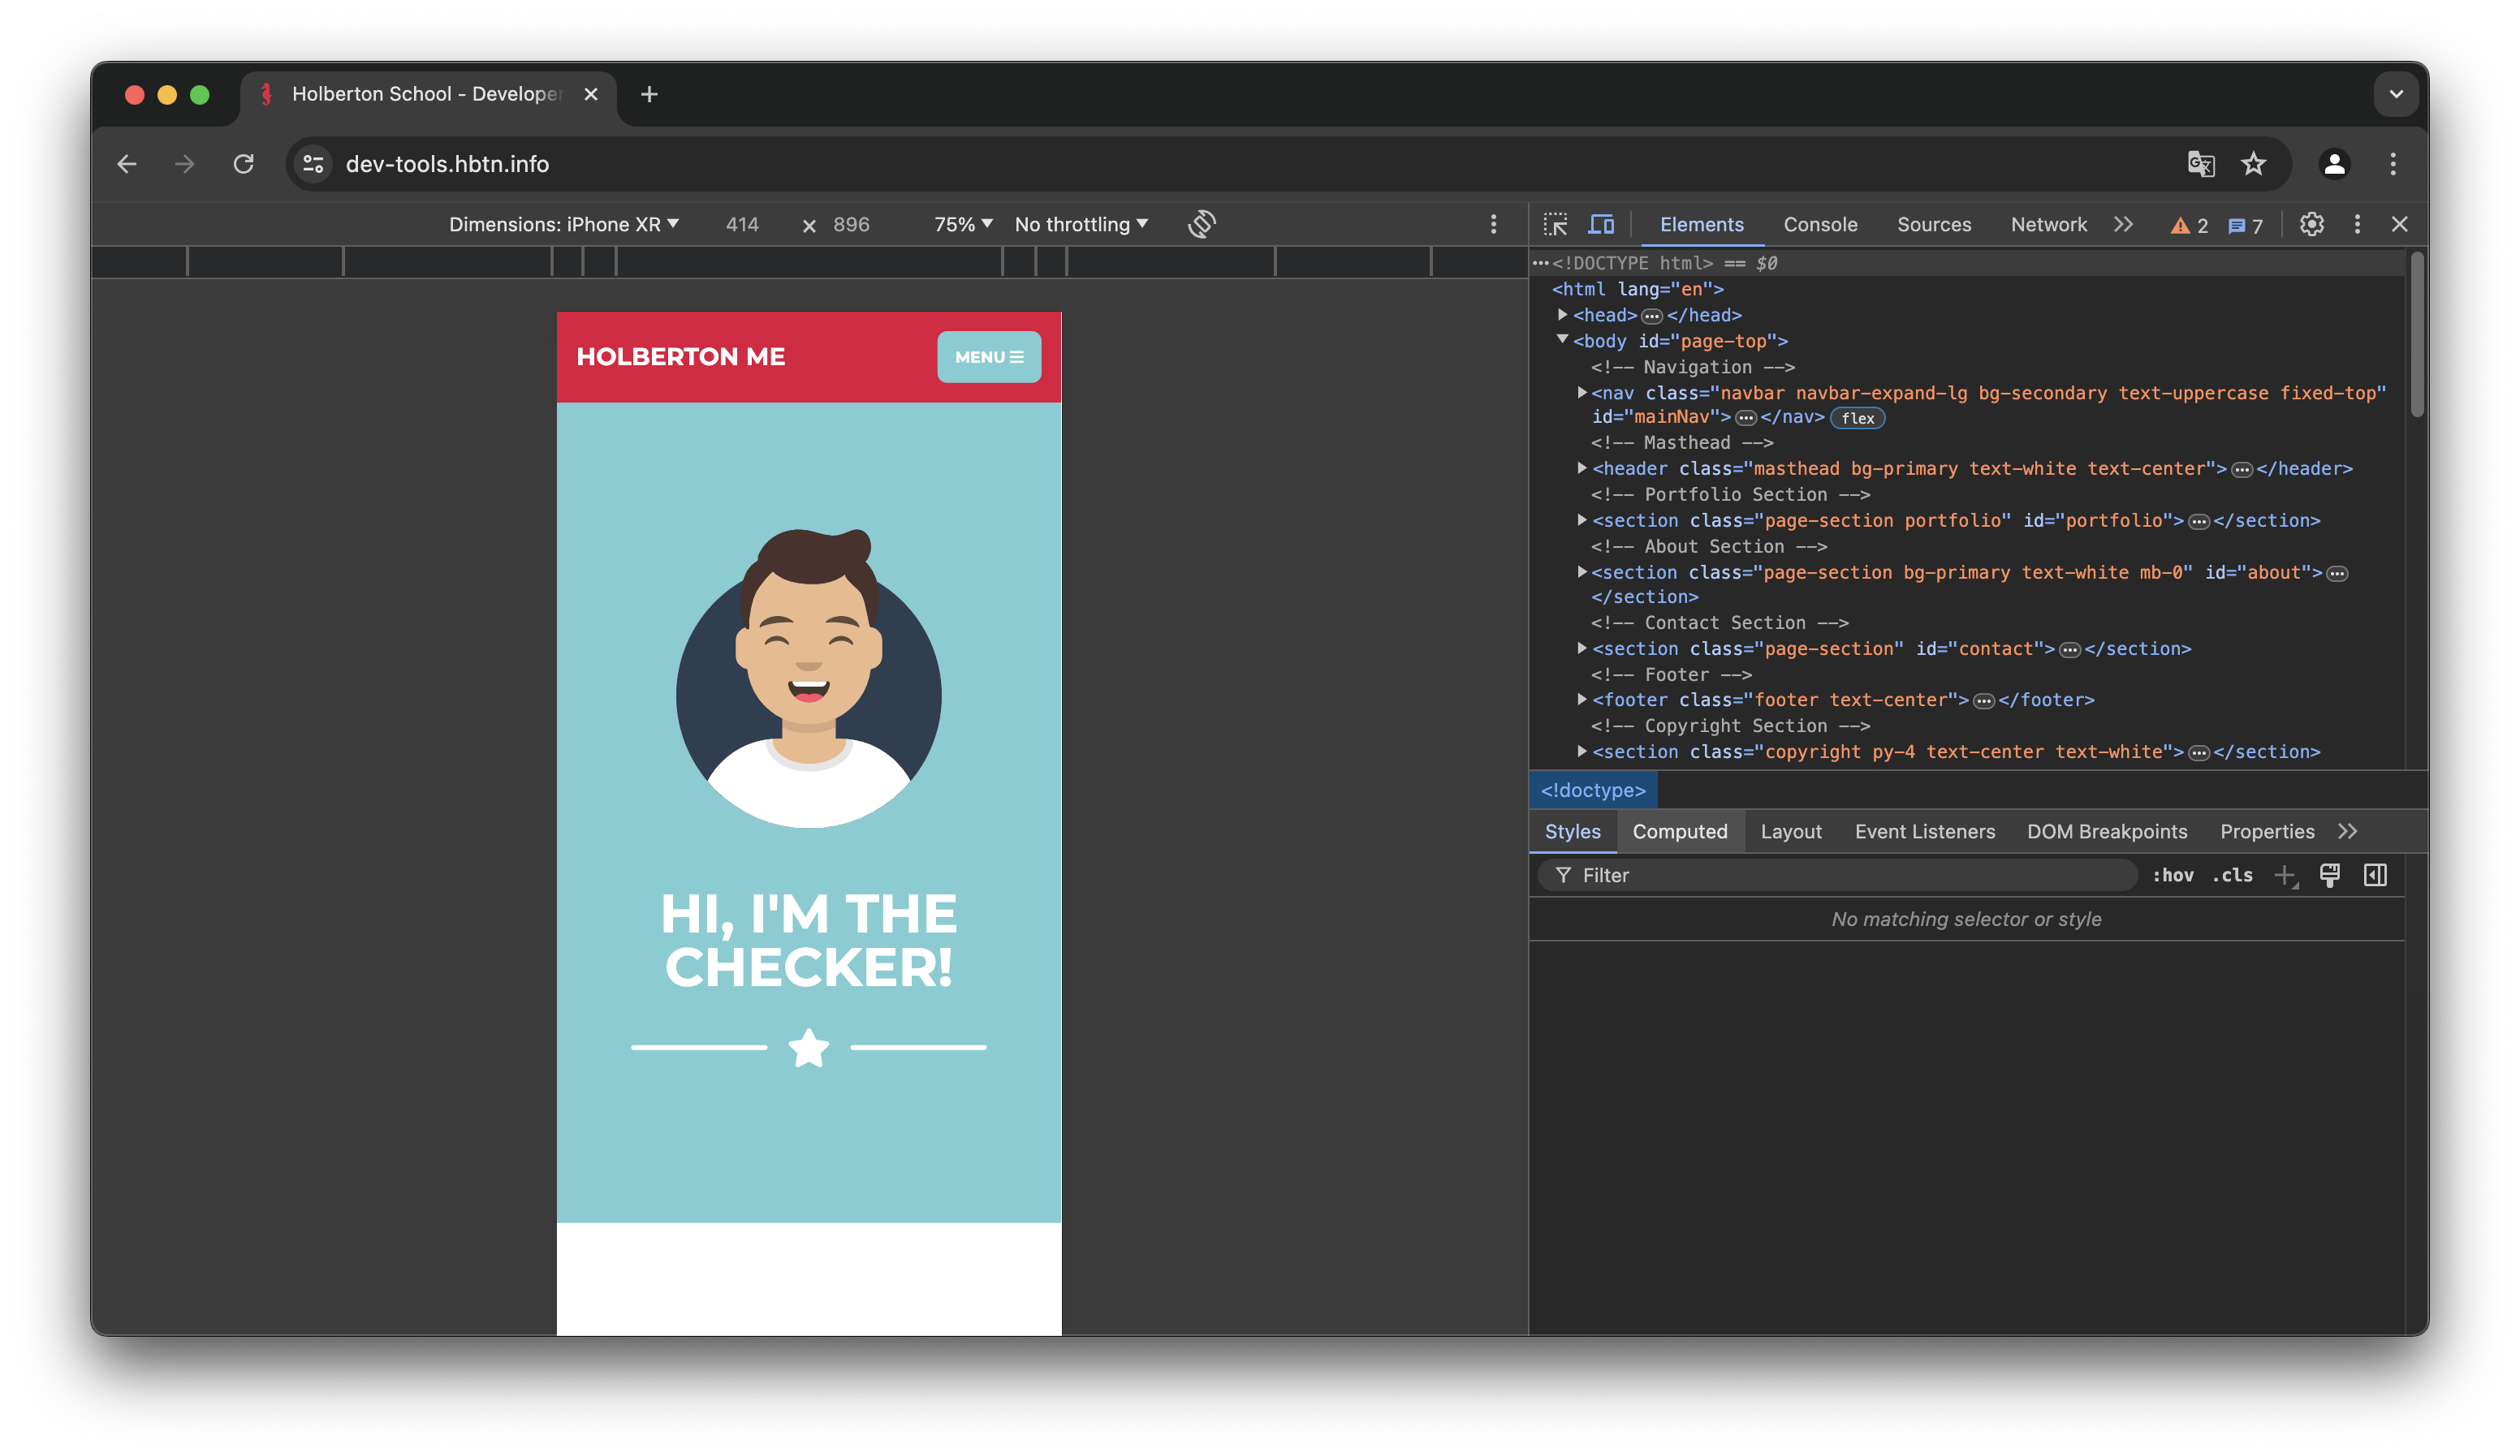 Holberton School - Develope
dev-tools.hbtn.info
Dimensions: iPhone XR 414 x 896 75% No throttling
Elements Console Sources Network 2 7
<!DOCTYPE html> == $0
<html lang="en">
<head>…</head>
<body id="page-top">
<!-- Navigation -->
<nav class="navbar navbar-expand-lg bg-secondary text-uppercase fixed-top"
id="mainNav">…</nav> flex
<!-- Masthead -->
<header class="masthead bg-primary text-white text-center">…</header>
<!-- Portfolio Section -->
<section class="page-section portfolio" id="portfolio">…</section>
<!-- About Section -->
<section class="page-section bg-primary text-white mb-0" id="about">…
</section>
<!-- Contact Section -->
<section class="page-section" id="contact">…</section>
<!-- Footer -->
<footer class="footer text-center">…</footer>
<!-- Copyright Section -->
<section class="copyright py-4 text-center text-white">…</section>
<!doctype>
Styles Computed Layout Event Listeners DOM Breakpoints Properties
Filter :hov .cls
No matching selector or style
HOLBERTON ME
MENU
HI, I'M THE
CHECKER!